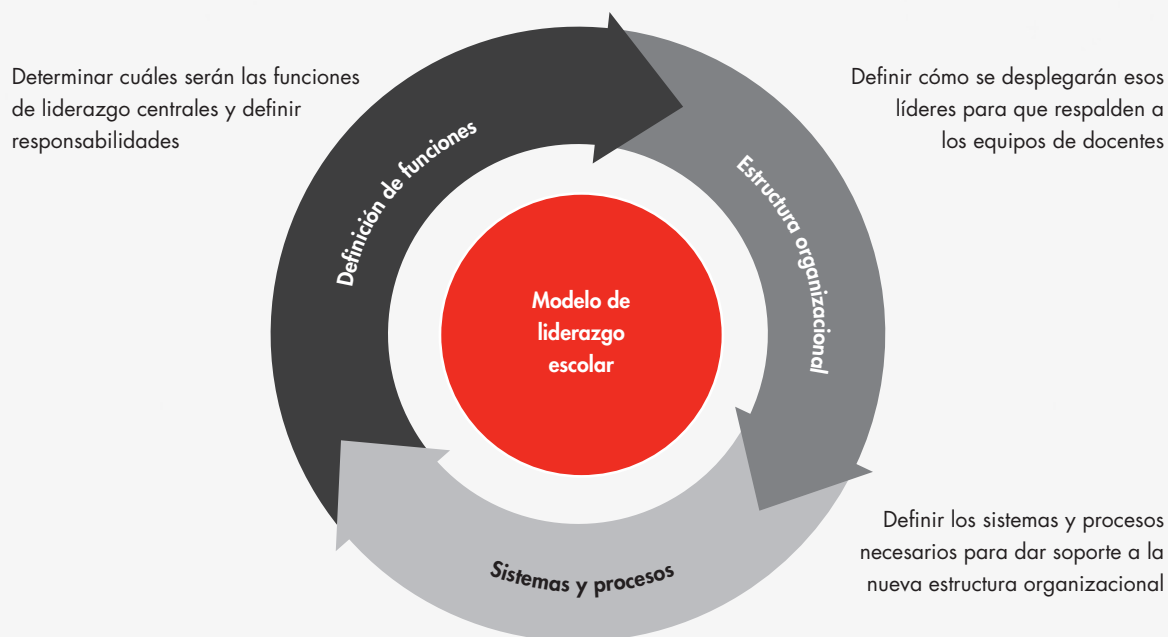 Determinar cuáles serán las funciones
de liderazgo centrales y definir
responsabilidades
Definir cómo se desplegarán esos
líderes para que respalden a
los equipos de docentes
Definición de funciones
Estructura organizacional
Modelo de
liderazgo
escolar
Sistemas y procesos
Definir los sistemas y procesos
necesarios para dar soporte a la
nueva estructura organizacional